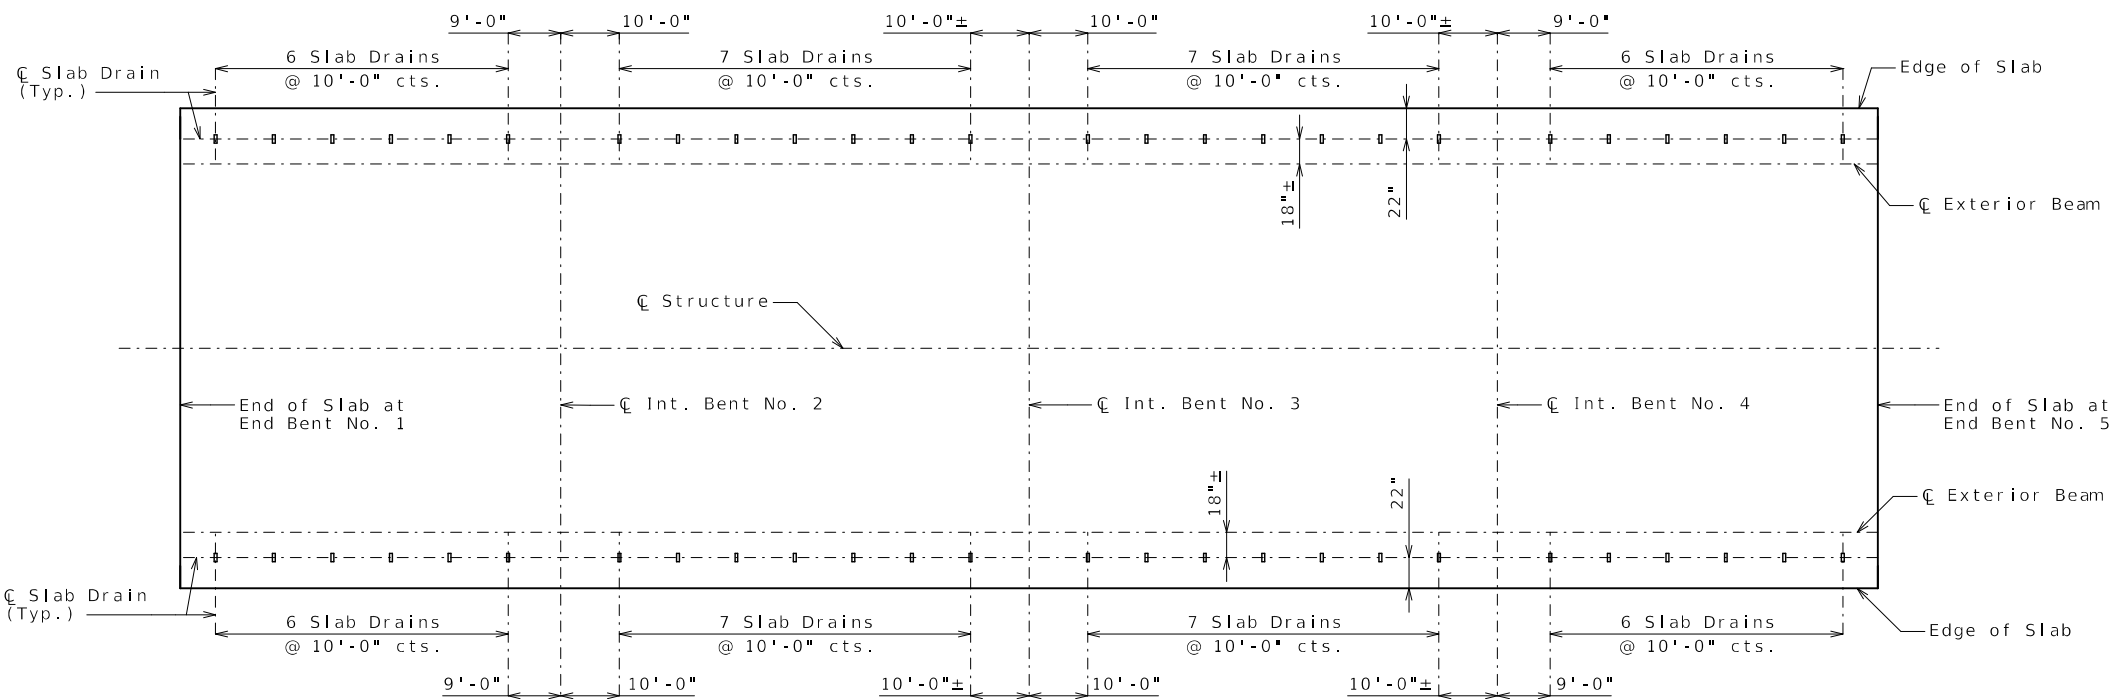 9'-0"
10'-0"
10'-0"±
10'-0"
10'-0"±
9'-0"
6 Slab Drains
@ 10'-0" cts.
7 Slab Drains
@ 10'-0" cts.
7 Slab Drains
@ 10'-0" cts.
6 Slab Drains
@ 10'-0" cts.
℄ Slab Drain
(Typ.)
Edge of Slab
18"±
22"
℄ Exterior Beam
℄ Structure
End of Slab at
End Bent No. 1
℄ Int. Bent No. 2
℄ Int. Bent No. 3
℄ Int. Bent No. 4
End of Slab at
End Bent No. 5
18"±
22"
℄ Exterior Beam
℄ Slab Drain
(Typ.)
6 Slab Drains
@ 10'-0" cts.
7 Slab Drains
@ 10'-0" cts.
7 Slab Drains
@ 10'-0" cts.
6 Slab Drains
@ 10'-0" cts.
Edge of Slab
9'-0"
10'-0"
10'-0"±
10'-0"
10'-0"±
9'-0"